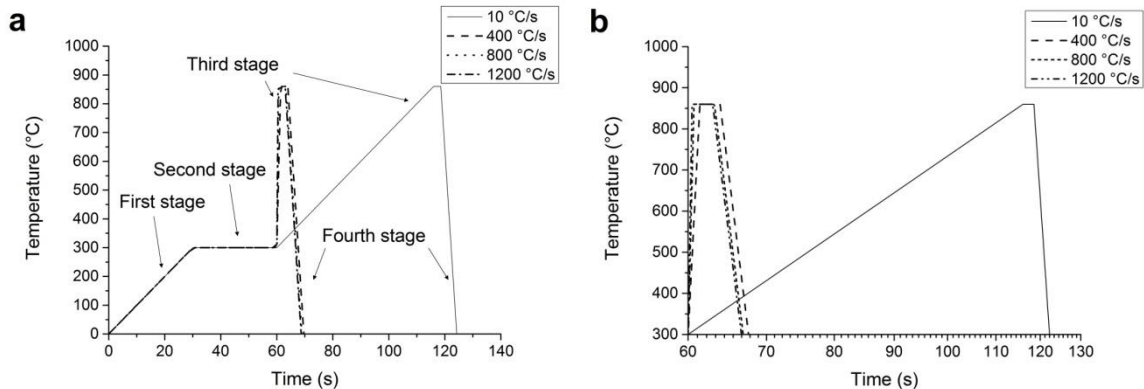 a
10 °C/s
400 °C/s
800 °C/s
1200 °C/s
1000
900
800
700
600
500
400
300
200
100
0
Temperature (°C)
Third stage
Second stage
First stage
Fourth stage
0 20 40 60 80 100 120 140
Time (s)
b
10 °C/s
400 °C/s
800 °C/s
1200 °C/s
1000
900
800
700
600
500
400
300
Temperature (°C)
60 70 80 90 100 110 120 130
Time (s)